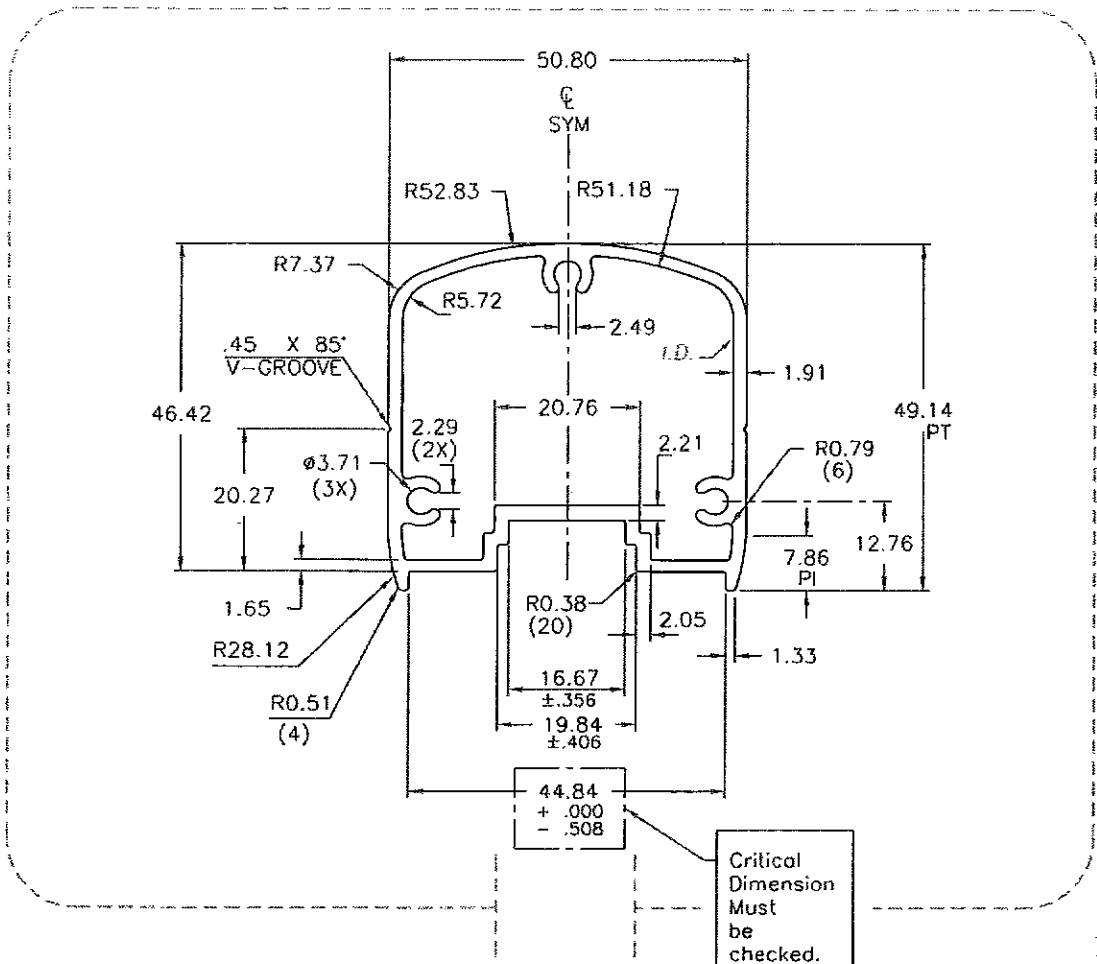 50.80
℄
SYM
R52.83
R51.18
R7.37
R5.72
2.49
I.D.
.45 X 85°
V-GROOVE
1.91
46.42
20.76
49.14
PT
2.29
(2X)
2.21
R0.79
(6)
ø3.71
(3X)
20.27
12.76
7.86
PI
1.65
R0.38
(20)
2.05
R28.12
1.33
16.67
±.356
R0.51
(4)
19.84
±.406
44.84
+ .000
- .508
Critical
Dimension
Must
be
checked.